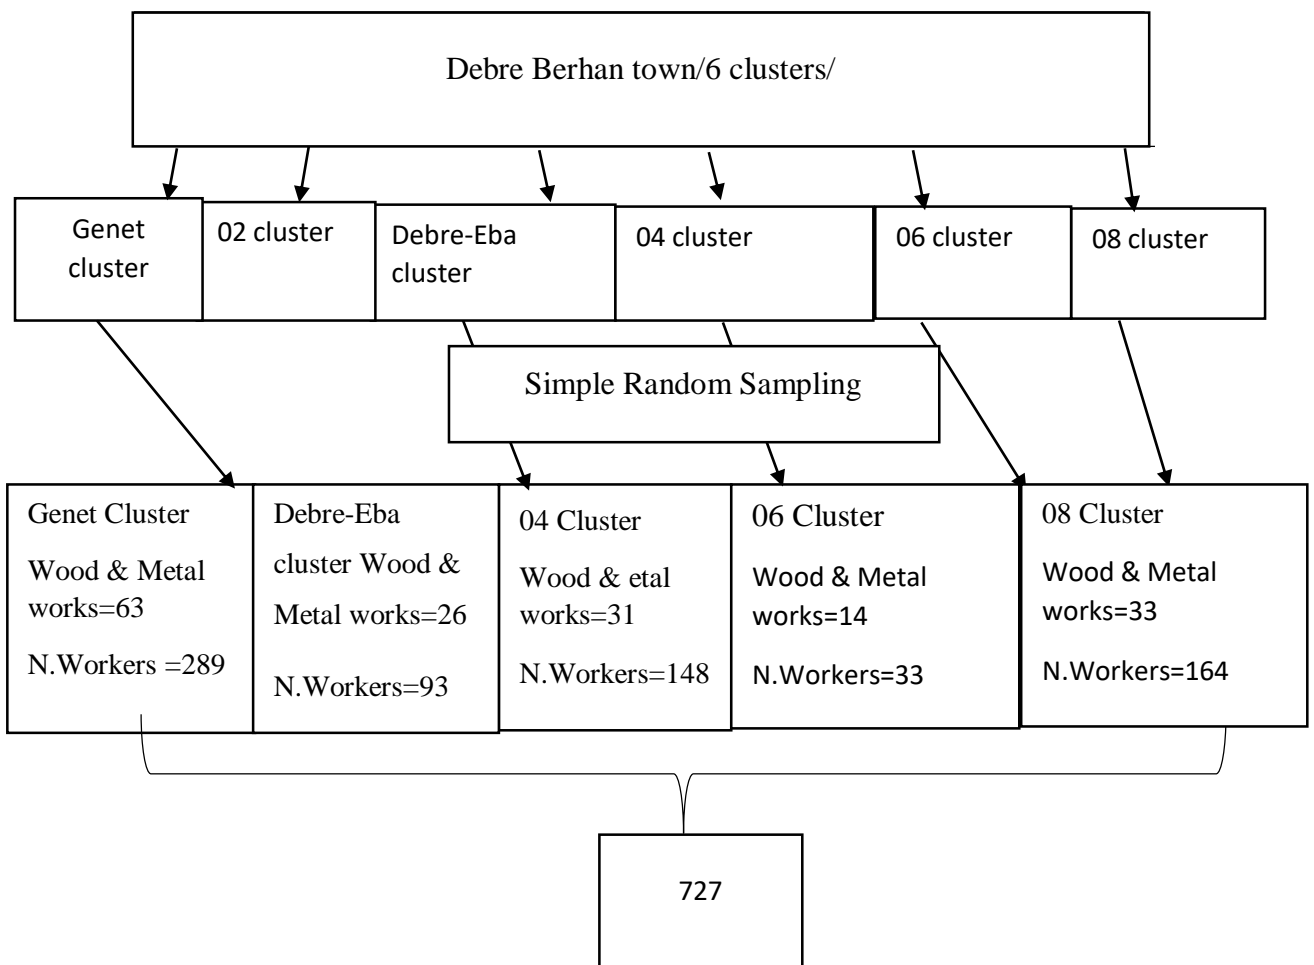 Debre Berhan town/6 clusters/
Genet
cluster
02 cluster
Debre-Eba
cluster
04 cluster
06 cluster
08 cluster
Simple Random Sampling
Genet Cluster
Wood & Metal
works=63
N.Workers =289
Debre-Eba
cluster Wood &
Metal works=26
N.Workers=93
04 Cluster
Wood & etal
works=31
N.Workers=148
06 Cluster
Wood & Metal
works=14
N.Workers=33
08 Cluster
Wood & Metal
works=33
N.Workers=164
727